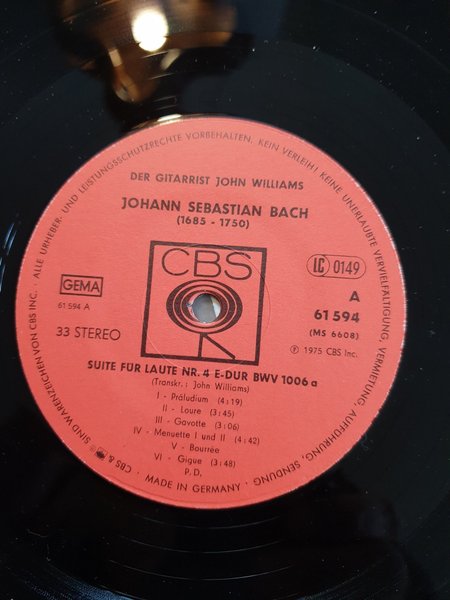 ALLE URHEBER- UND LEISTUNGSSCHUTZRECHTE VORBEHALTEN. KEIN VERLEIH! KEINE UNERLAUBTE VERVIELFÄLTIGUNG, VERMIETUNG, AUFFÜHRUNG, SENDUNG
DER GITARRIST JOHN WILLIAMS
JOHANN SEBASTIAN BACH
(1685 - 1750)
CBS
GEMA
61 594 A
33 STEREO
LC 0149
A
61 594
(MS 6608)
℗ 1975 CBS Inc.
SUITE FÜR LAUTE NR. 4 E-DUR BWV 1006 a
(Transkr.: John Williams)
I - Präludium (4:19)
II - Loure (3:45)
III - Gavotte (3:06)
IV - Menuette I und II (4:42)
V - Bourrée
VI - Gigue (3:48)
P.D.
MADE IN GERMANY
CBS & SIND WARENZEICHEN VON CBS INC.